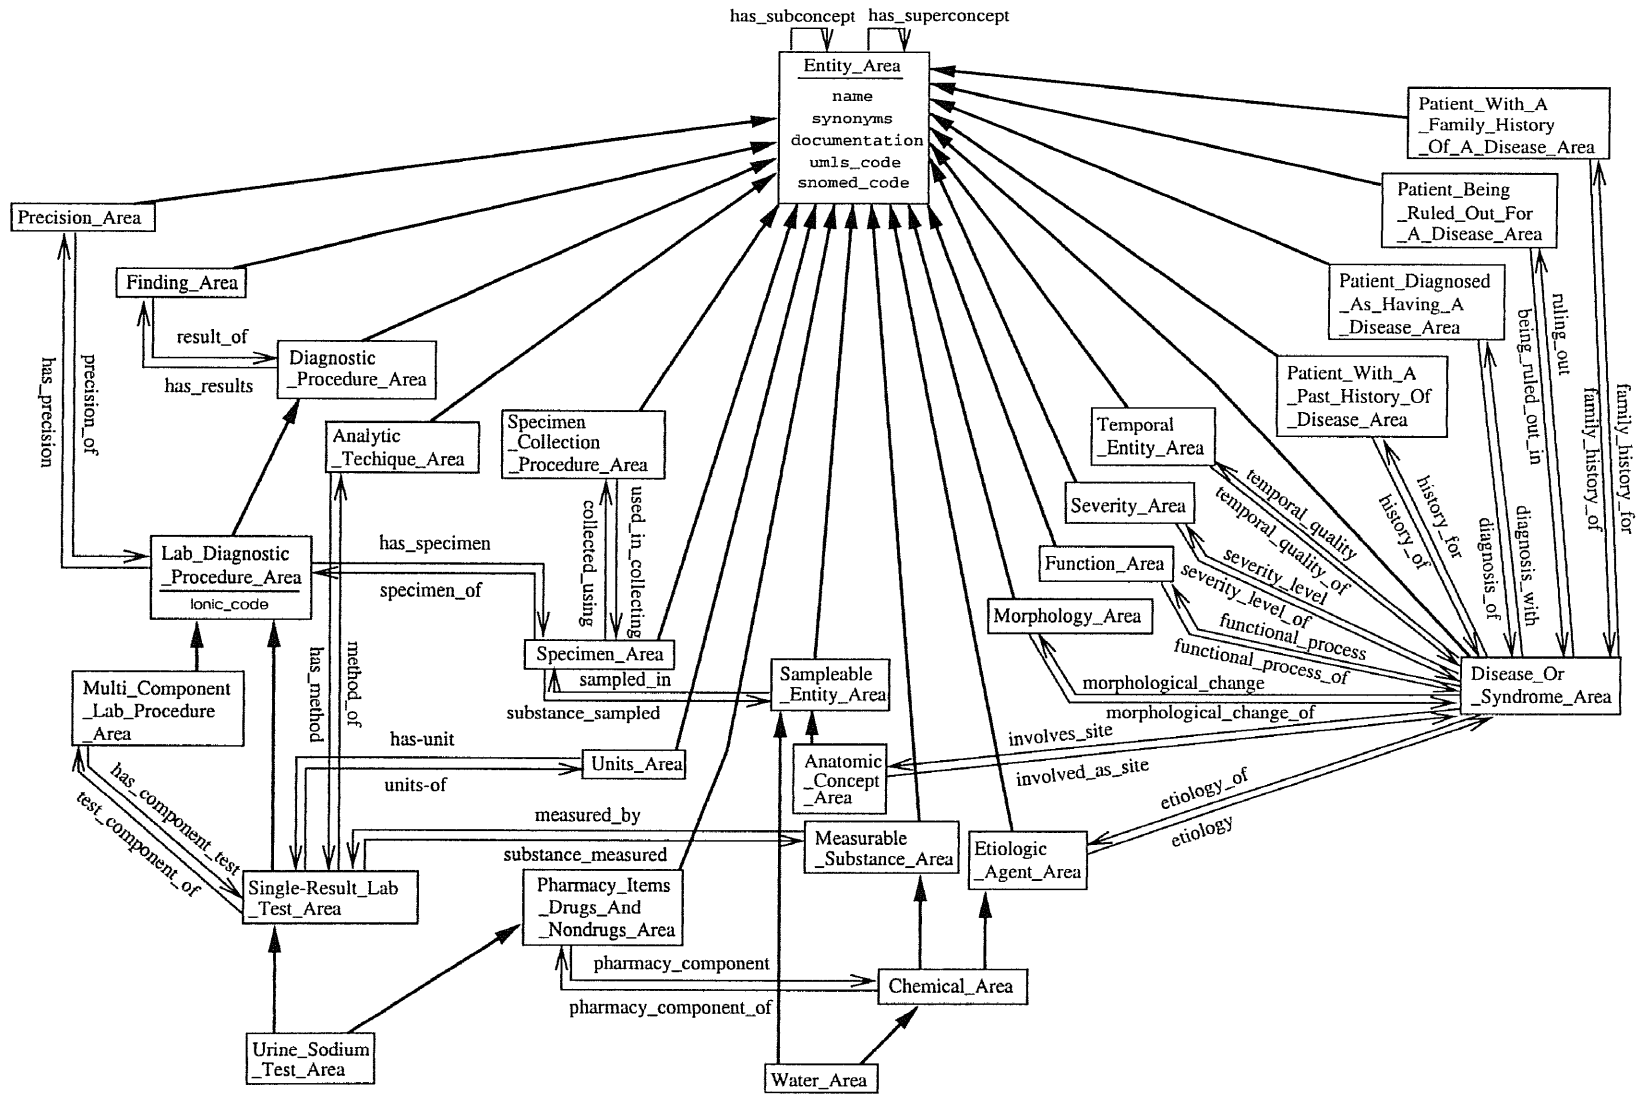 has_subconcept
has_superconcept
Entity_Area
name
synonyms
documentation
umls_code
snomed_code
Patient_With_A
_Family_History
_Of_A_Disease_Area
Patient_Being
_Ruled_Out_For
_A_Disease_Area
Precision_Area
Finding_Area
Patient_Diagnosed
_As_Having_A
_Disease_Area
result_of
has_results
Diagnostic
_Procedure_Area
has_precision
precision_of
ruling_out
being_ruled_out_in
Patient_With_A
_Past_History_Of
_Disease_Area
family_history_of
family_history_for
Analytic
_Techique_Area
Specimen
_Collection
_Procedure_Area
Temporal
_Entity_Area
temporal_quality
temporal_quality_of
history_for
history_of
diagnosis_of
diagnosis_with
Severity_Area
severity_level
severity_level_of
collected_using
used_in_collecting
Lab_Diagnostic
_Procedure_Area
lonic_code
has_specimen
specimen_of
Function_Area
functional_process
functional_process_of
Morphology_Area
morphological_change
morphological_change_of
Specimen_Area
sampled_in
substance_sampled
Sampleable
_Entity_Area
Disease_Or
_Syndrome_Area
has_method
method_of
Multi_Component
_Lab_Procedure
_Area
has-unit
units-of
Units_Area
Anatomic
_Concept
_Area
involves_site
involved_as_site
etiology_of
etiology
has_component_test
test_component_of
measured_by
substance_measured
Measurable
_Substance_Area
Etiologic
_Agent_Area
Single-Result_Lab
_Test_Area
Pharmacy_Items
_Drugs_And
_Nondrugs_Area
pharmacy_component
pharmacy_component_of
Chemical_Area
Urine_Sodium
_Test_Area
Water_Area